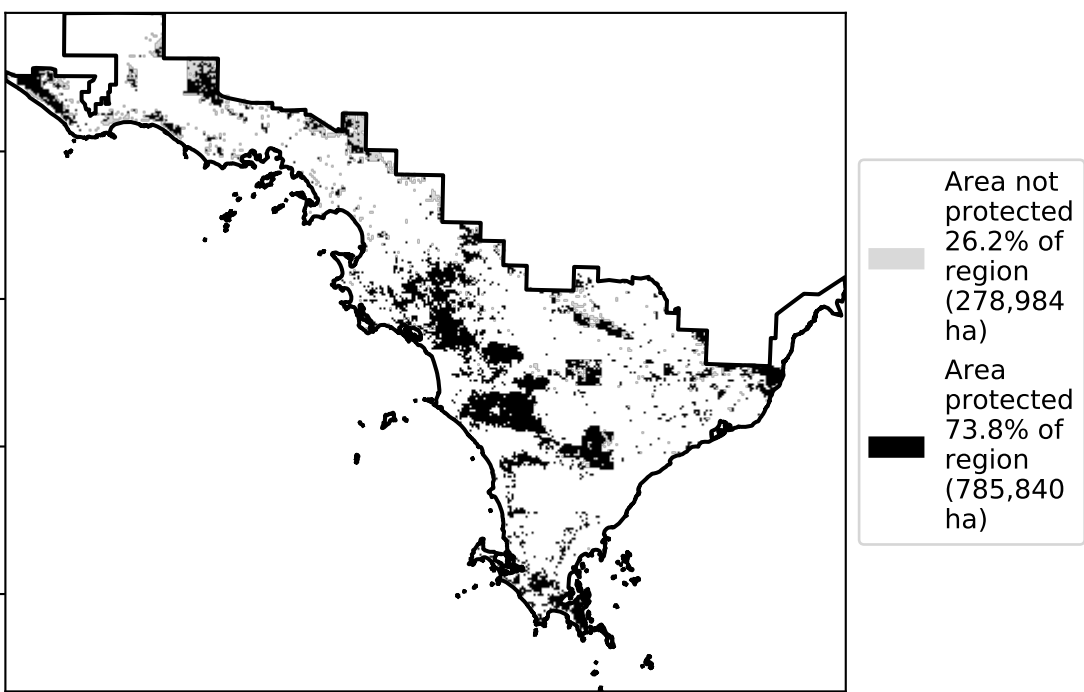 Area not
protected
26.2% of
region
(278,984
ha)
Area
protected
73.8% of
region
(785,840
ha)